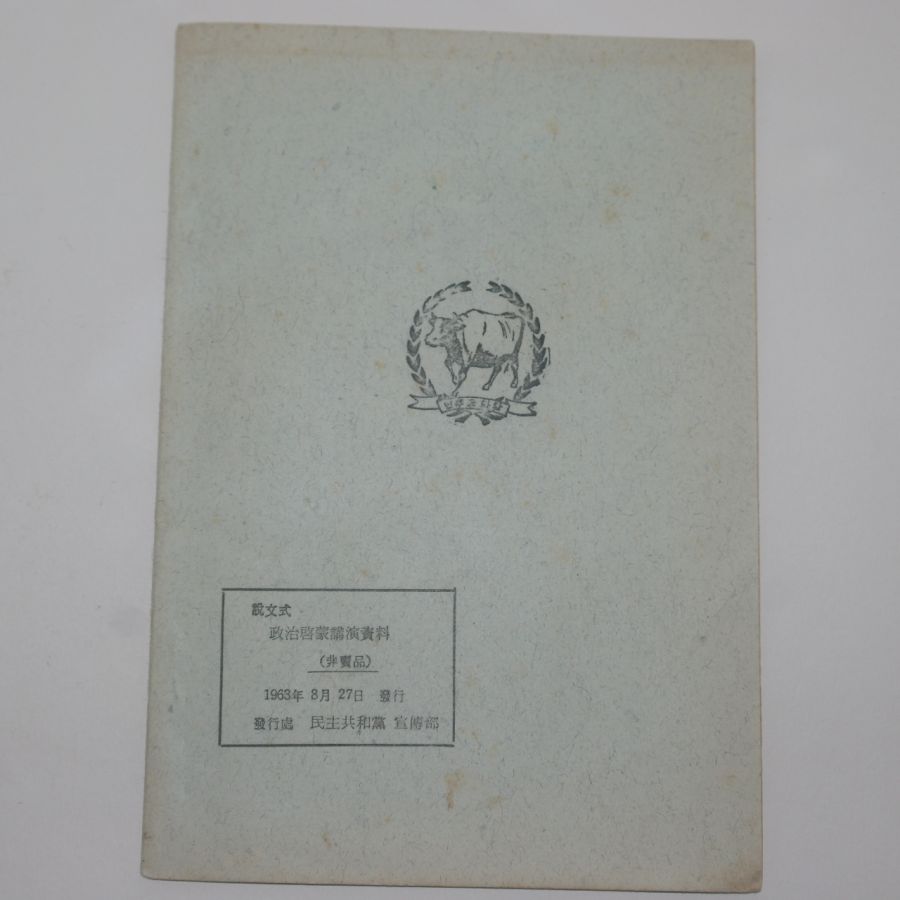 說文式
政治啓蒙講演資料
(非賣品)
1963年 8月 27日 發行
發行處 民主共和黨 宣傳部